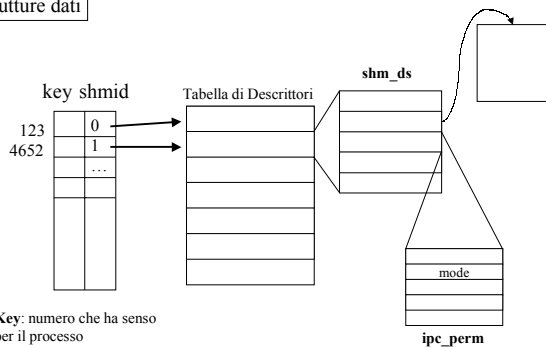 dati
key shmid
123
4652
0
1
…
Tabella di Descrittori
shm_ds
mode
ipc_perm
Key: numero che ha senso
per il processo